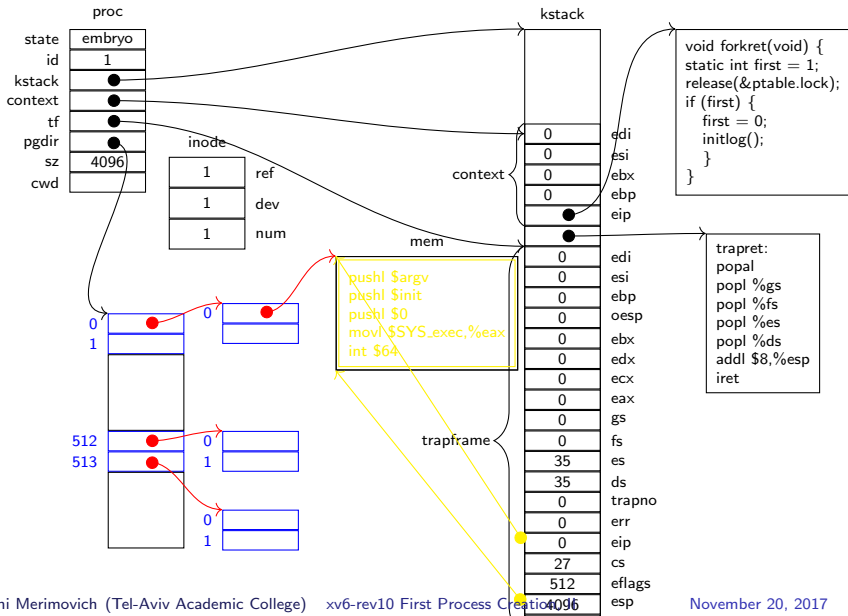 proc
state embryo
id 1
kstack
context
tf
pgdir
sz 4096
cwd
inode
1 ref
1 dev
1 num
0
1
512
513
0
0
1
0
1
mem
pushl $argv
pushl $init
pushl $0
movl $SYS_exec,%eax
int $64
kstack
context
0 edi
0 esi
0 ebx
0 ebp
eip
trapframe
0 edi
0 esi
0 ebp
0 oesp
0 ebx
0 edx
0 ecx
0 eax
0 gs
0 fs
35 es
35 ds
0 trapno
0 err
0 eip
27 cs
512 eflags
4096 esp
void forkret(void) {
static int first = 1;
release(&ptable.lock);
if (first) {
first = 0;
initlog();
}
}
trapret:
popal
popl %gs
popl %fs
popl %es
popl %ds
addl $8,%esp
iret
ni Merimovich (Tel-Aviv Academic College) xv6-rev10 First Process Creation November 20, 2017